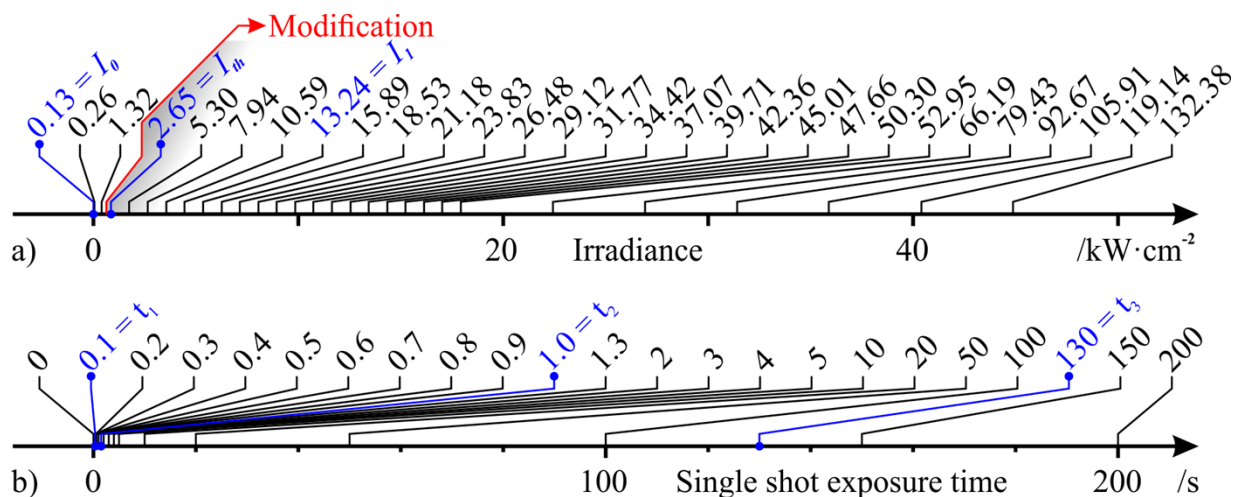 Modification
0.13 = I₀ 0.26 1.32 2.65 = Iₜₕ 5.30 7.94 10.59 13.24 = I₁ 15.89 18.53 21.18 23.83 26.48 29.12 31.77 34.42 37.07 39.71 42.36 45.01 47.66 50.30 52.95 66.19 79.43 92.67 105.91 119.14 132.38
a) 0 20 Irradiance 40 /kW·cm⁻²
0 0.1 = t₁ 0.2 0.3 0.4 0.5 0.6 0.7 0.8 0.9 1.0 = t₂ 1.3 2 3 4 5 10 20 50 100 130 = t₃ 150 200
b) 0 100 Single shot exposure time 200 /s